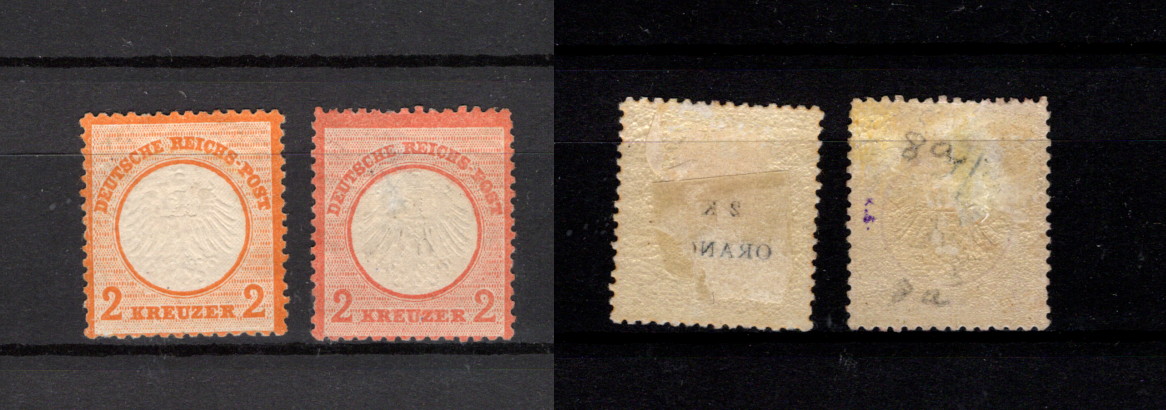 DEUTSCHE REICHS-POST
2 KREUZER 2
DEUTSCHE REICHS-POST
2 KREUZER 2
2 K
ORANG